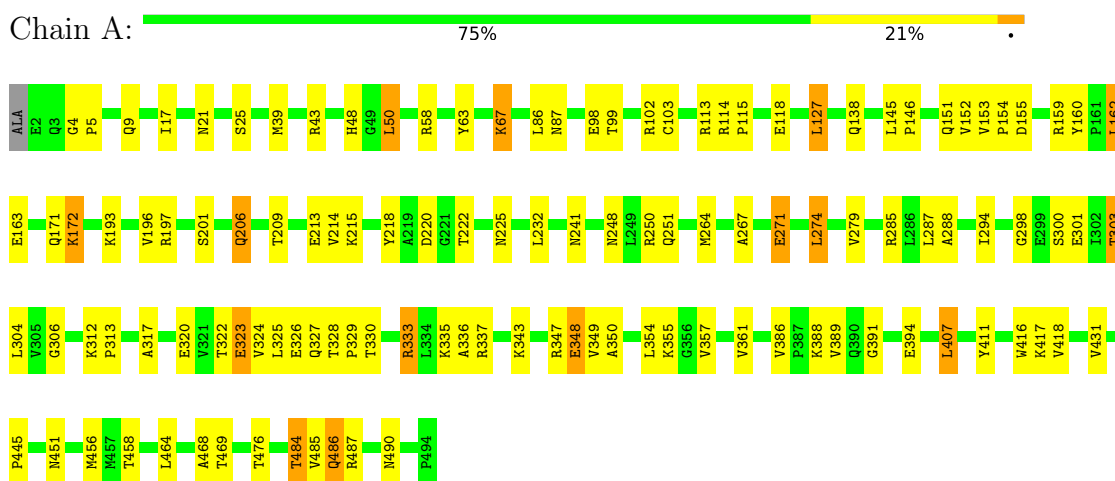 Chain A:
75% 21% •
ALA E2 Q3 G4 P5 Q9 I17 N21 S25 M39 R43 H48 G49 L50 R58 Y63 K67 L86 N87 E98 T99 R102 C103 R113 R114 P115 E118 L127 Q138 L145 P146 Q151 V152 V153 P154 D155 R159 Y160 P161 L162
E163 Q171 K172 K193 V196 R197 S201 Q206 T209 E213 V214 K215 Y218 A219 D220 G221 T222 N225 L232 N241 N248 L249 R250 Q251 M264 A267 E271 L274 V279 R285 L286 L287 A288 I294 G298 E299 S300 E301 I302 T303
L304 V305 G306 K312 P313 A317 E320 V321 T322 E323 V324 L325 E326 Q327 T328 P329 T330 R333 L334 K335 A336 R337 K343 R347 E348 V349 A350 L354 K355 G356 V357 V361 V386 P387 K388 V389 Q390 G391 E394 L407 Y411 W416 K417 V418 V431
P445 N451 M456 M457 T458 L464 A468 T469 T476 T484 V485 Q486 R487 N490 P494